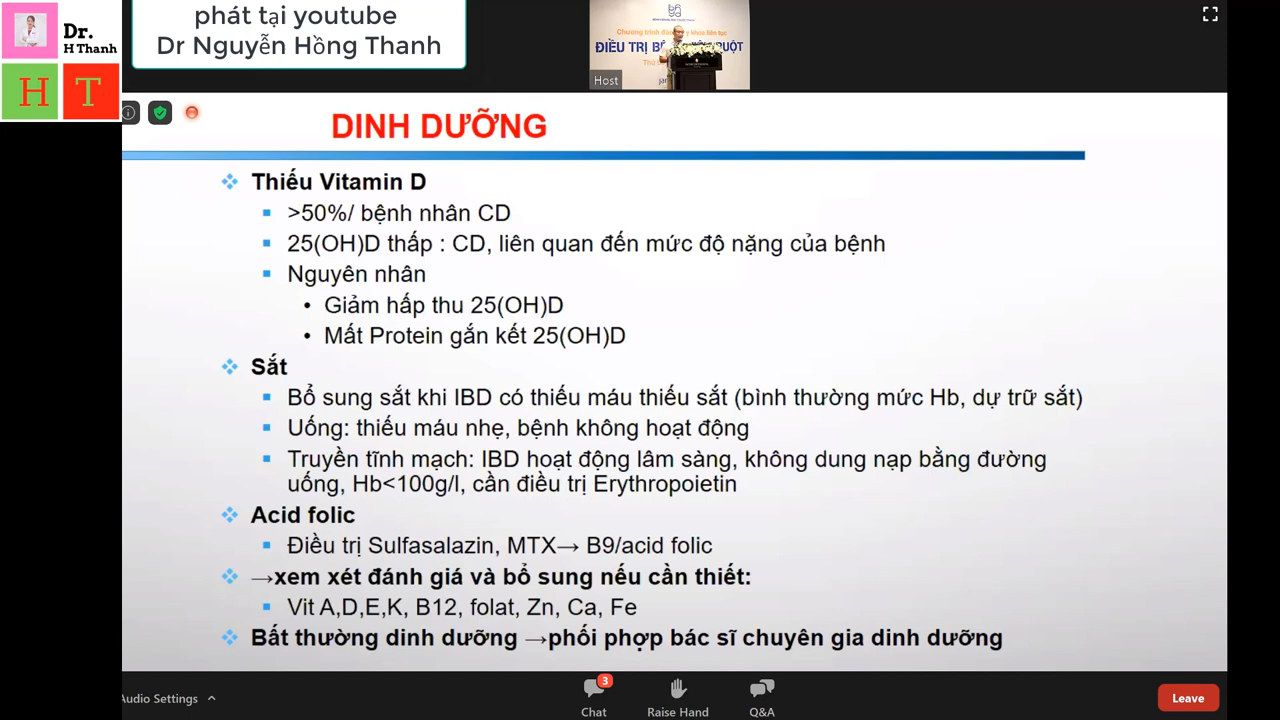 phát tại youtube
Dr Nguyễn Hồng Thanh
Dr.
H Thanh
H T
Chương trình đào
khoa liên tục
ĐIỀU TRỊ
RUỘT
Host
DINH DƯỠNG
Thiếu Vitamin D
>50%/ bệnh nhân CD
25(OH)D thấp : CD, liên quan đến mức độ nặng của bệnh
Nguyên nhân
Giảm hấp thu 25(OH)D
Mất Protein gắn kết 25(OH)D
Sắt
Bổ sung sắt khi IBD có thiếu máu thiếu sắt (bình thường mức Hb, dự trữ sắt)
Uống: thiếu máu nhẹ, bệnh không hoạt động
Truyền tĩnh mạch: IBD hoạt động lâm sàng, không dung nạp bằng đường
uống, Hb<100g/l, cần điều trị Erythropoietin
Acid folic
Điều trị Sulfasalazin, MTX→ B9/acid folic
→xem xét đánh giá và bổ sung nếu cần thiết:
Vit A,D,E,K, B12, folat, Zn, Ca, Fe
Bất thường dinh dưỡng →phối phợp bác sĩ chuyên gia dinh dưỡng
Audio Settings
3
Chat
Raise Hand
Q&A
Leave